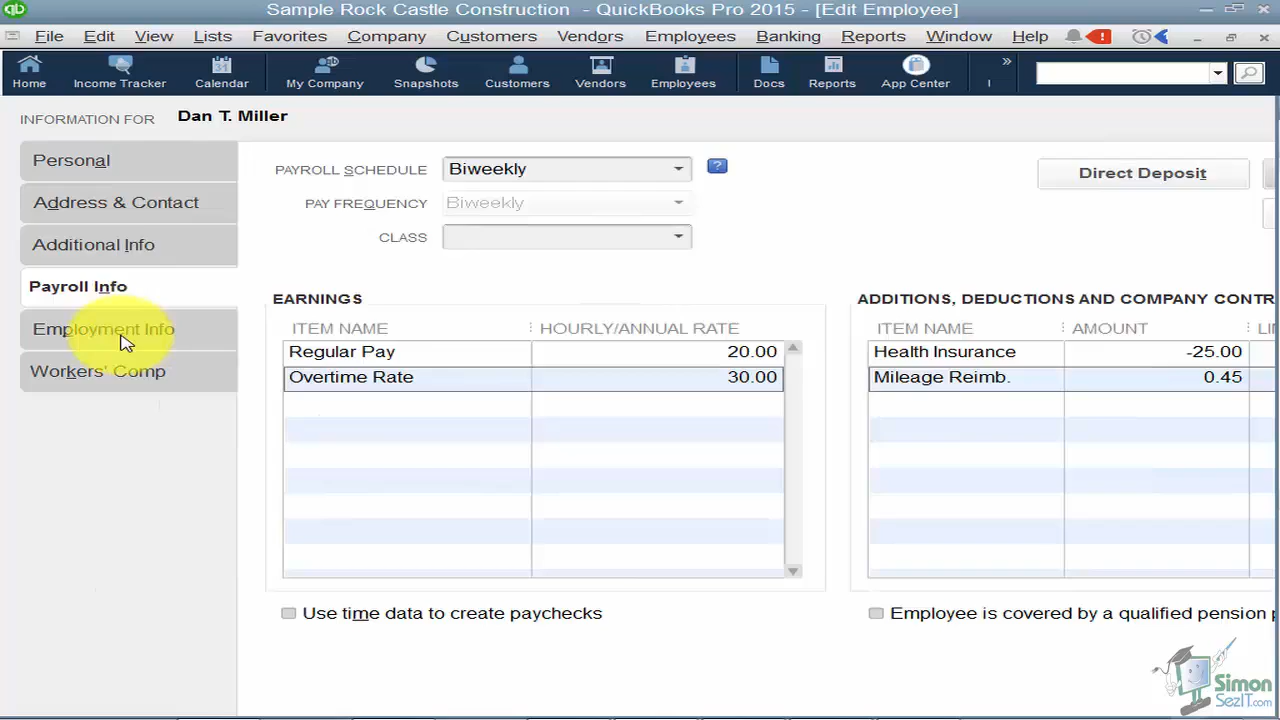 qb Sample Rock Castle Construction - QuickBooks Pro 2015 - [Edit Employee]
File Edit View Lists Favorites Company Customers Vendors Employees Banking Reports Window Help
Home Income Tracker Calendar My Company Snapshots Customers Vendors Employees Docs Reports App Center
INFORMATION FOR Dan T. Miller
Personal
Address & Contact
Additional Info
Payroll Info
Employment Info
Workers' Comp
PAYROLL SCHEDULE Biweekly ?
PAY FREQUENCY Biweekly
CLASS
Direct Deposit
EARNINGS
ITEM NAME HOURLY/ANNUAL RATE
Regular Pay 20.00
Overtime Rate 30.00
Use time data to create paychecks
ADDITIONS, DEDUCTIONS AND COMPANY CONTR
ITEM NAME AMOUNT LI
Health Insurance -25.00
Mileage Reimb. 0.45
Employee is covered by a qualified pension p
Simon
SezIT.com